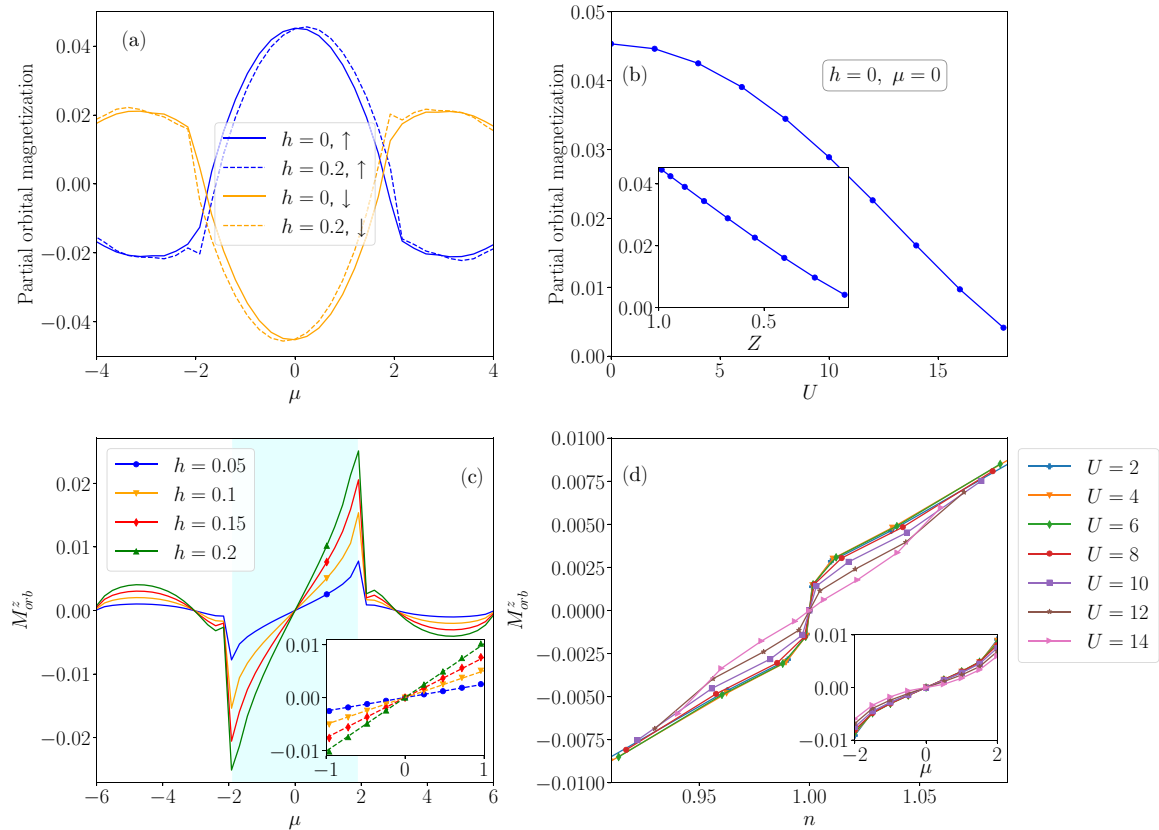 (a)
Partial orbital magnetization
0.04
0.02
0.00
−0.02
−0.04
h = 0, ↑
h = 0.2, ↑
h = 0, ↓
h = 0.2, ↓
−4
−2
0
2
4
μ
(b)
Partial orbital magnetization
0.05
0.04
0.03
0.02
0.01
0.00
h = 0, μ = 0
0.04
0.02
0.00
1.0
0.5
Z
0
5
10
15
U
(c)
M^z_{orb}
0.02
0.01
0.00
−0.01
−0.02
h = 0.05
h = 0.1
h = 0.15
h = 0.2
0.01
0.00
−0.01
−1
0
1
−6
−4
−2
0
2
4
6
μ
(d)
M^z_{orb}
0.0100
0.0075
0.0050
0.0025
0.0000
−0.0025
−0.0050
−0.0075
−0.0100
0.01
0.00
−0.01
−2
0
2
μ
0.95
1.00
1.05
n
U = 2
U = 4
U = 6
U = 8
U = 10
U = 12
U = 14